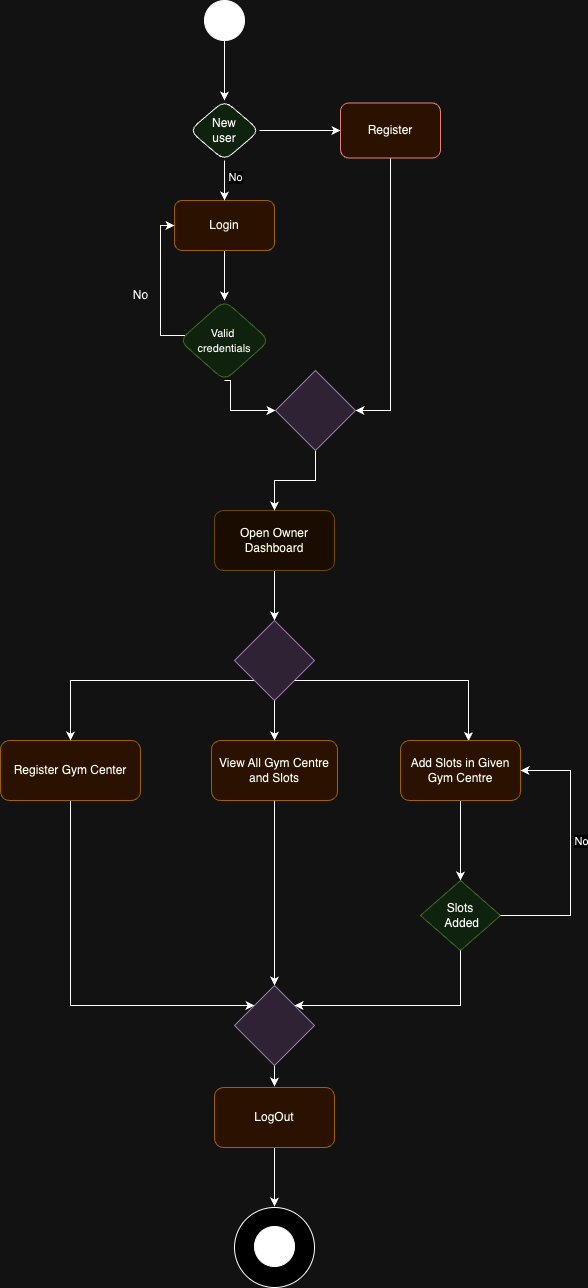 New
user
Register
No
Login
No
Valid
credentials
Open Owner
Dashboard
Register Gym Center
View All Gym Centre
and Slots
Add Slots in Given
Gym Centre
No
Slots
Added
LogOut